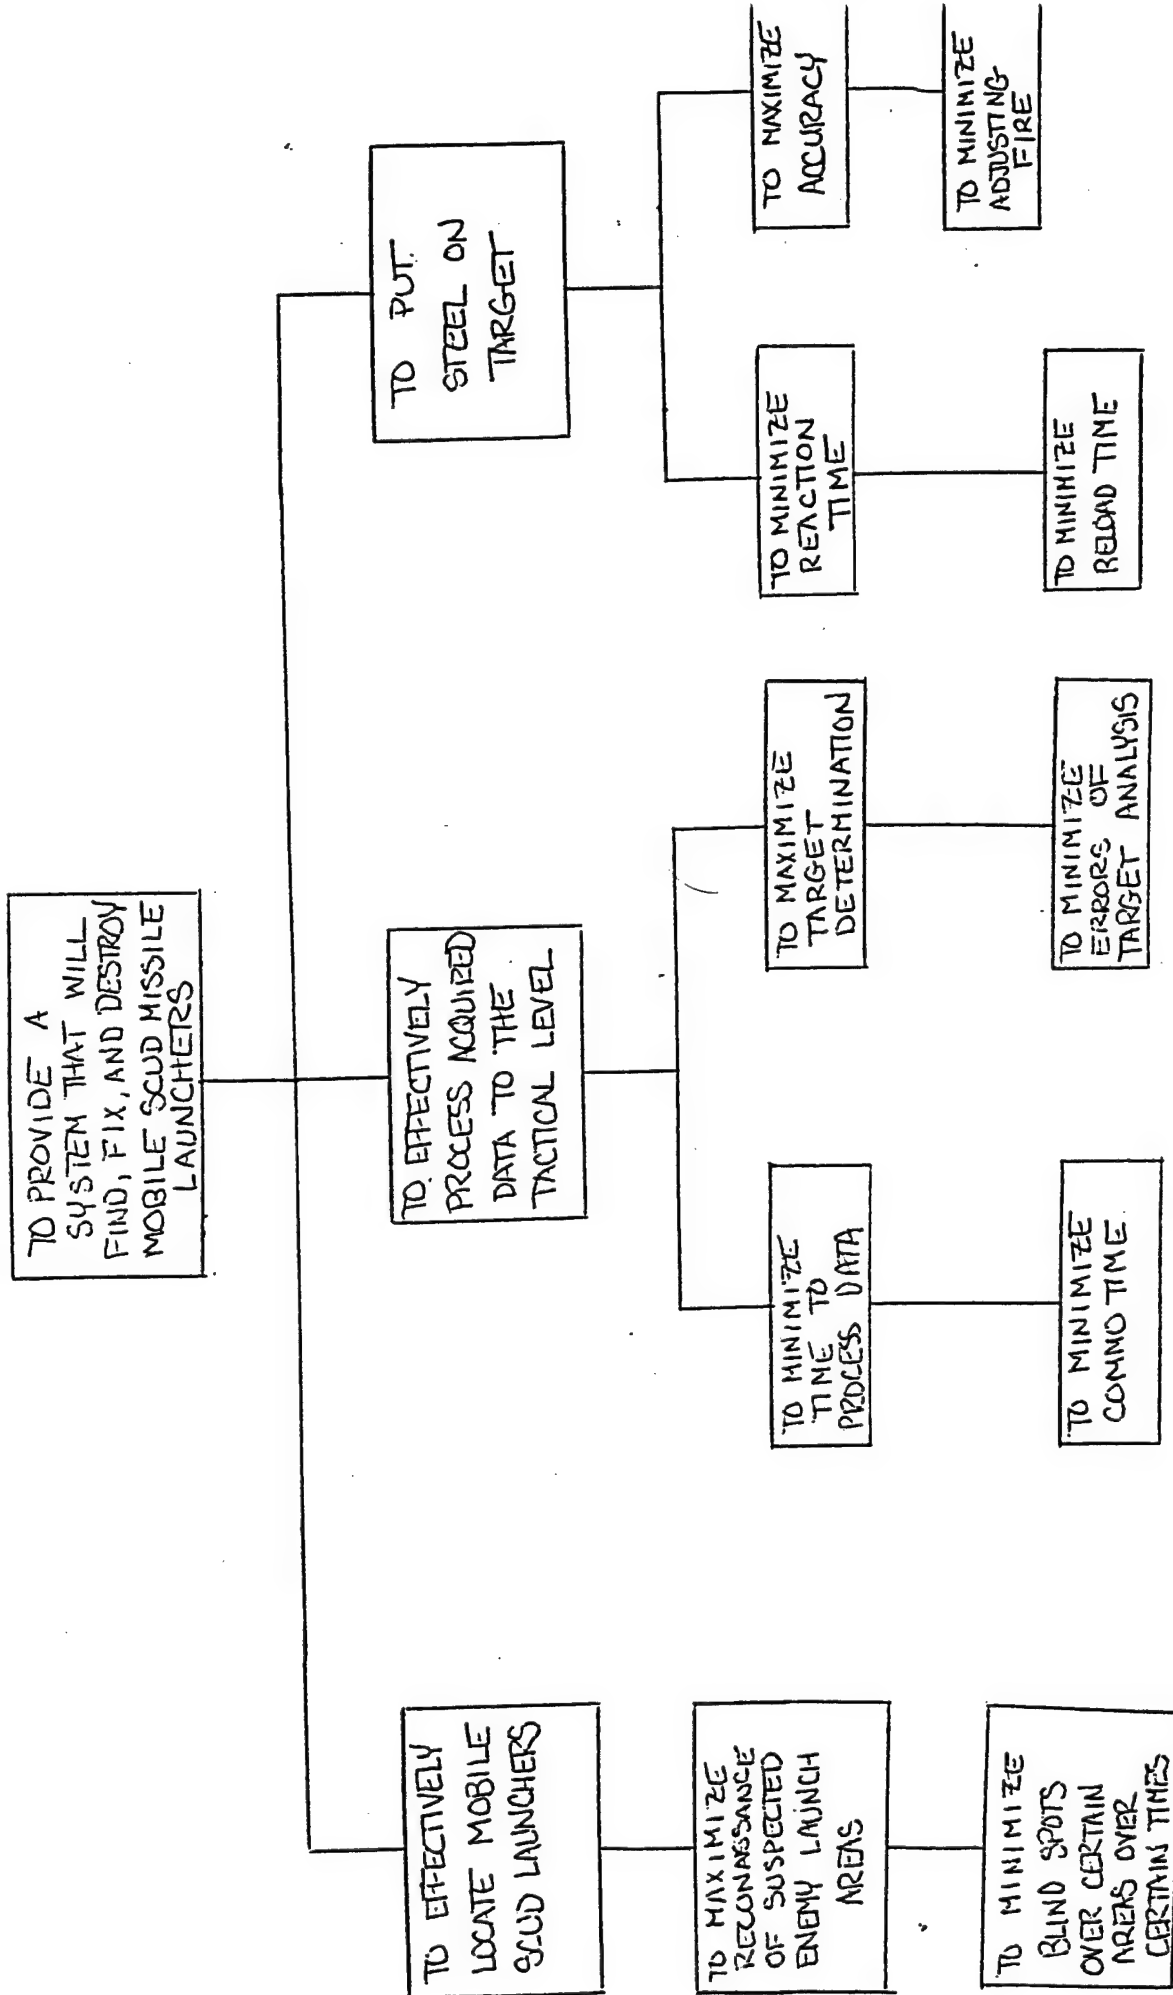 TO PROVIDE A
SYSTEM THAT WILL
FIND, FIX, AND DESTROY
MOBILE SCUD MISSILE
LAUNCHERS
TO EFFECTIVELY
LOCATE MOBILE
SCUD LAUNCHERS
TO EFFECTIVELY
PROCESS ACQUIRED
DATA TO THE
TACTICAL LEVEL
TO PUT
STEEL ON
TARGET
TO MAXIMIZE
RECONAISSANCE
OF SUSPECTED
ENEMY LAUNCH
AREAS
TO MINIMIZE
TIME TO
PROCESS DATA
TO MAXIMIZE
TARGET
DETERMINATION
TO MINIMIZE
REACTION
TIME
TO MAXIMIZE
ACCURACY
TO MINIMIZE
BLIND SPOTS
OVER CERTAIN
AREAS OVER
CERTAIN TIMES
TO MINIMIZE
COMMO TIME
TO MINIMIZE
ERRORS OF
TARGET ANALYSIS
TO MINIMIZE
RELOAD TIME
TO MINIMIZE
ADJUSTING
FIRE